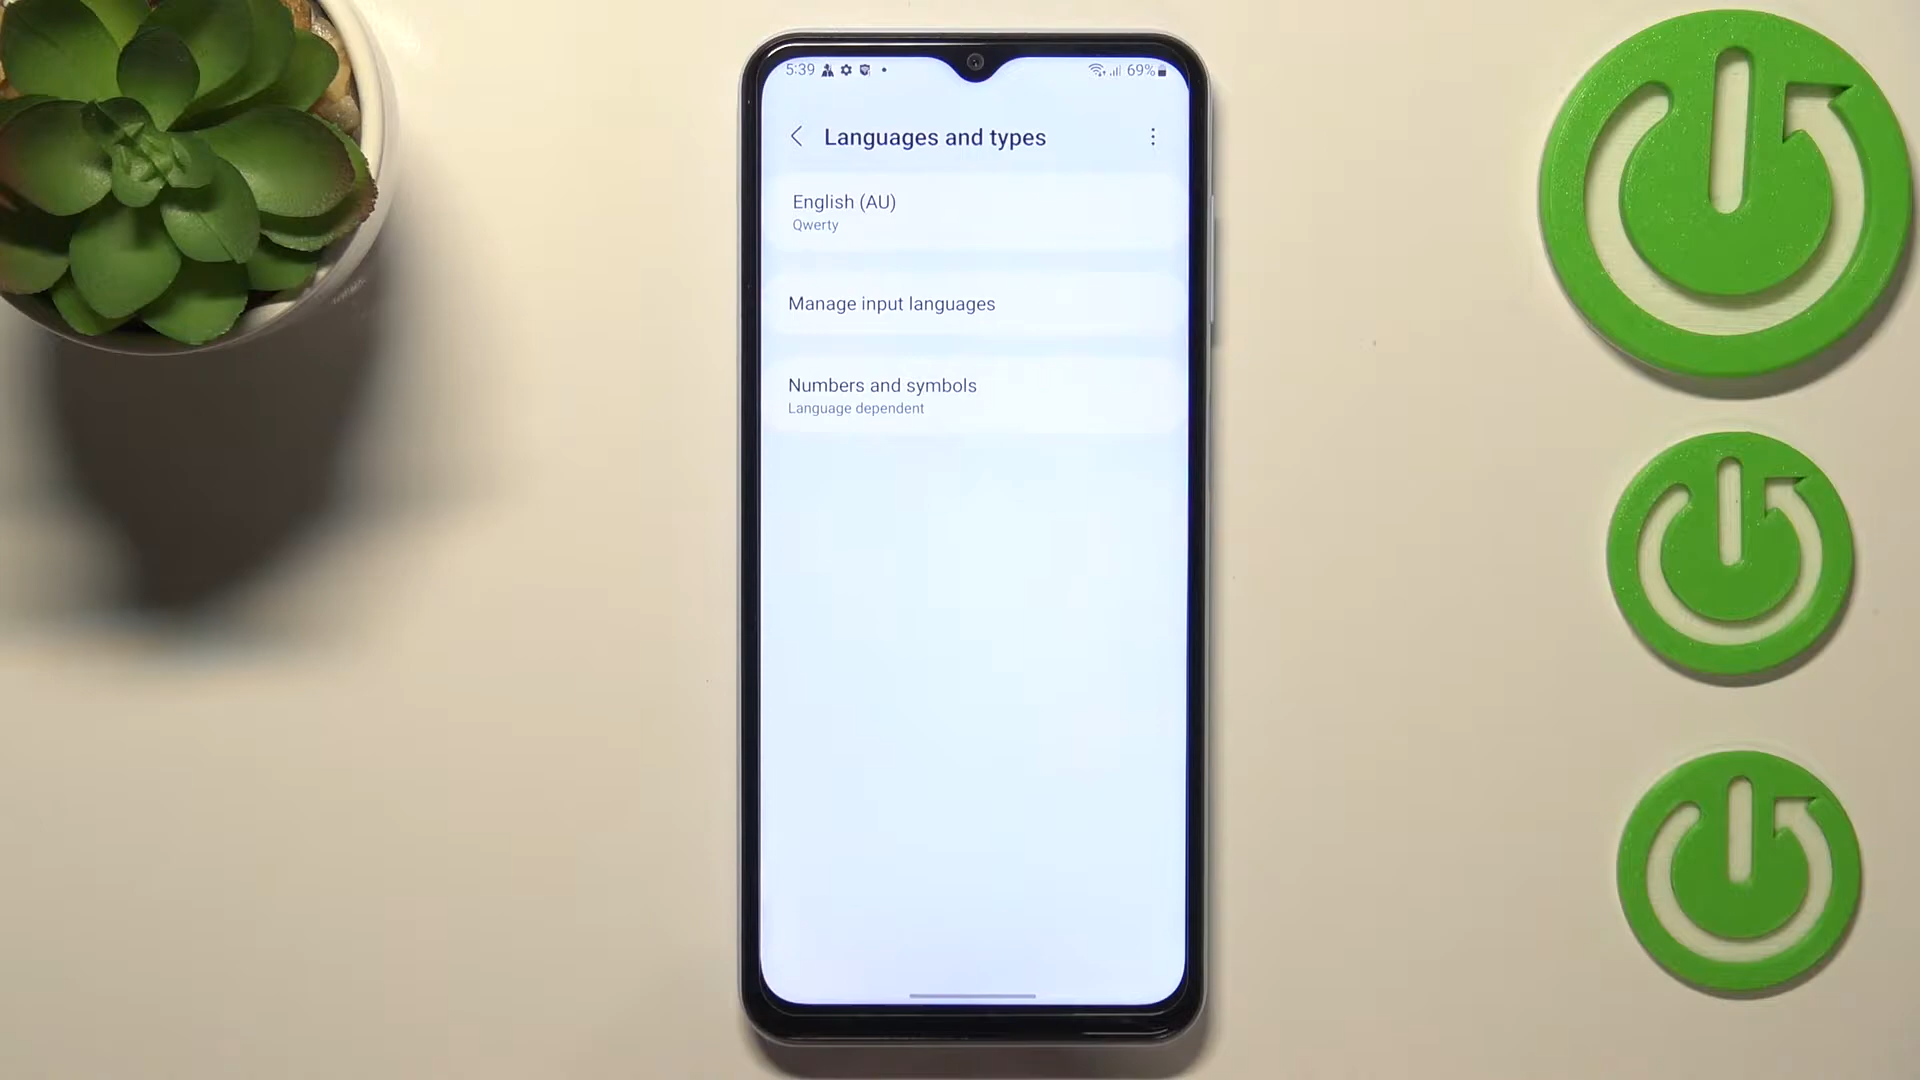 5:39
69%
Languages and types
English (AU)
Qwerty
Manage input languages
Numbers and symbols
Language dependent